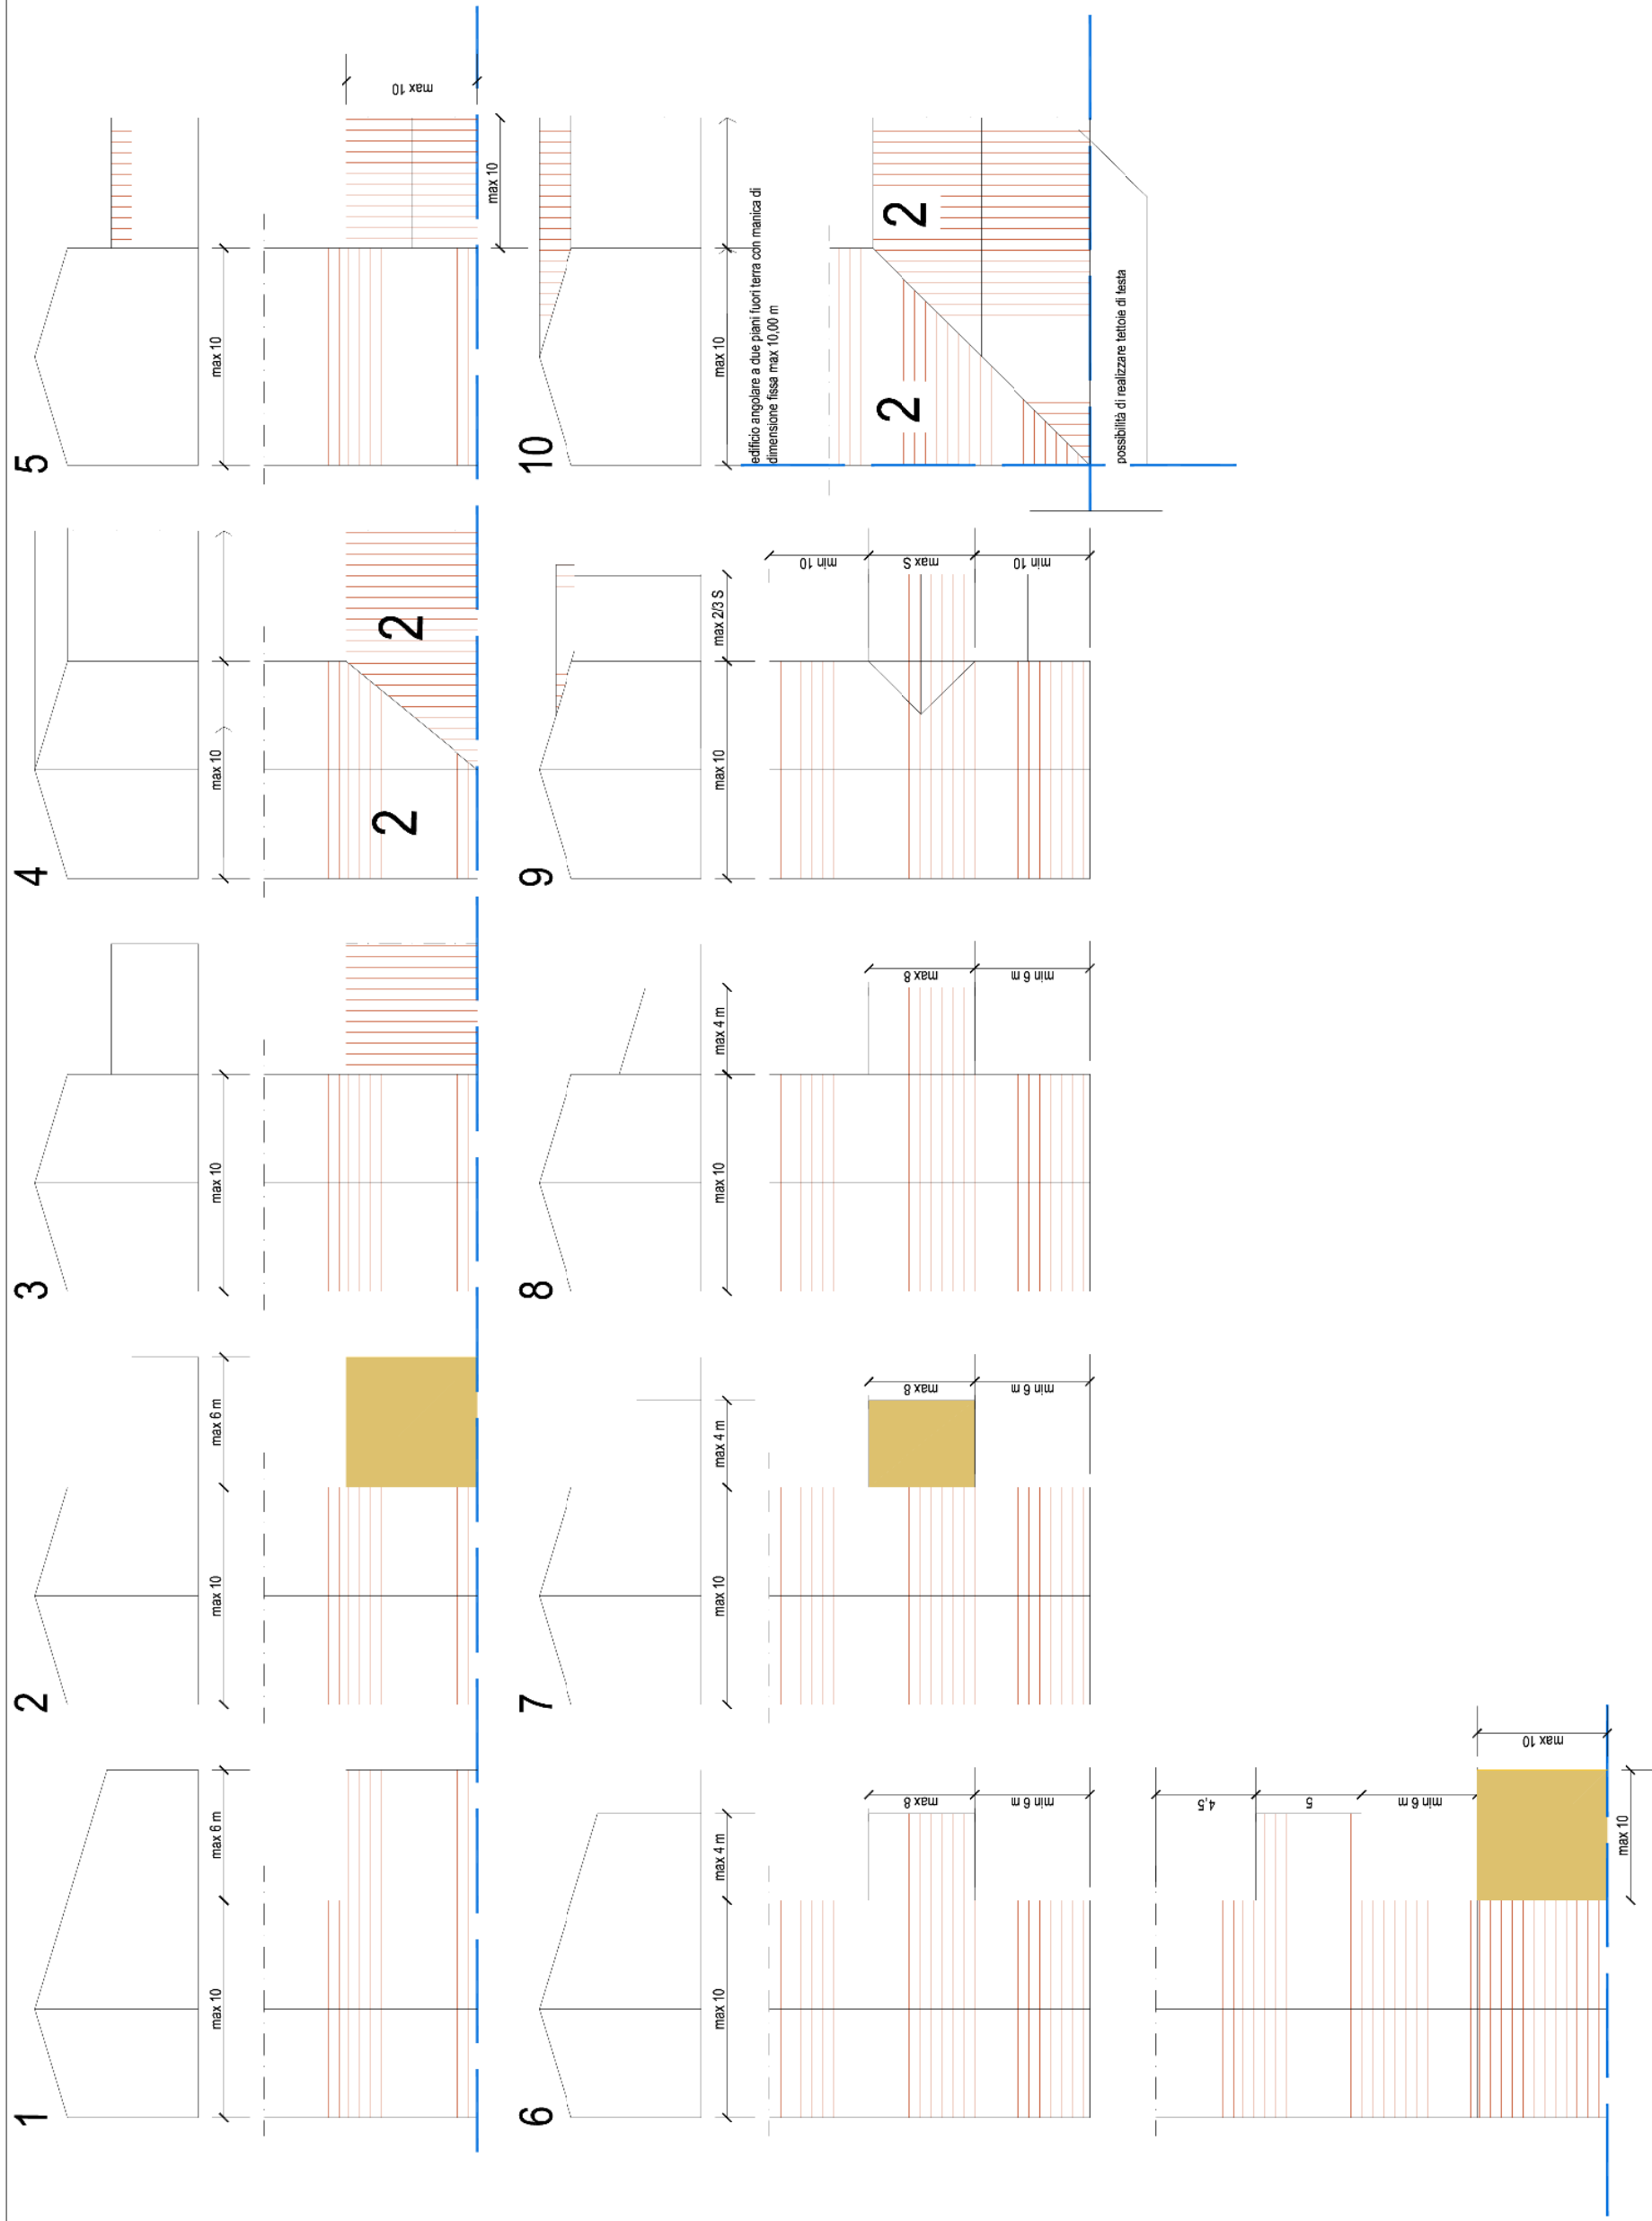 1
max 10
max 6 m
2
max 10
max 6 m
3
max 10
4
max 10
2
2
5
max 10
max 10
max 10
6
max 10
max 4 m
max 8
min 6 m
4,5
5
min 6 m
max 10
max 10
7
max 10
max 4 m
max 8
min 6 m
8
max 10
max 4 m
max 8
min 6 m
9
max 10
max 2/3 S
min 10
max S
min 10
10
max 10
edificio angolare a due piani fuori terra con manica di
dimensione fissa max 10,00 m
2
2
possibilità di realizzare tettoie di testa